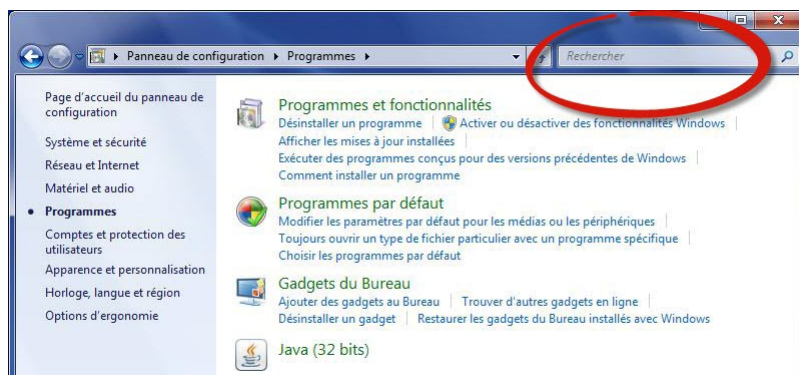 Panneau de configuration Programmes
Rechercher
Page d'accueil du panneau de
configuration
Système et sécurité
Réseau et Internet
Matériel et audio
Programmes
Comptes et protection des
utilisateurs
Apparence et personnalisation
Horloge, langue et région
Options d'ergonomie
Programmes et fonctionnalités
Désinstaller un programme Activer ou désactiver des fonctionnalités Windows
Afficher les mises à jour installées
Exécuter des programmes conçus pour des versions précédentes de Windows
Comment installer un programme
Programmes par défaut
Modifier les paramètres par défaut pour les médias ou les périphériques
Toujours ouvrir un type de fichier particulier avec un programme spécifique
Choisir les programmes par défaut
Gadgets du Bureau
Ajouter des gadgets au Bureau Trouver d'autres gadgets en ligne
Désinstaller un gadget Restaurer les gadgets du Bureau installés avec Windows
Java (32 bits)